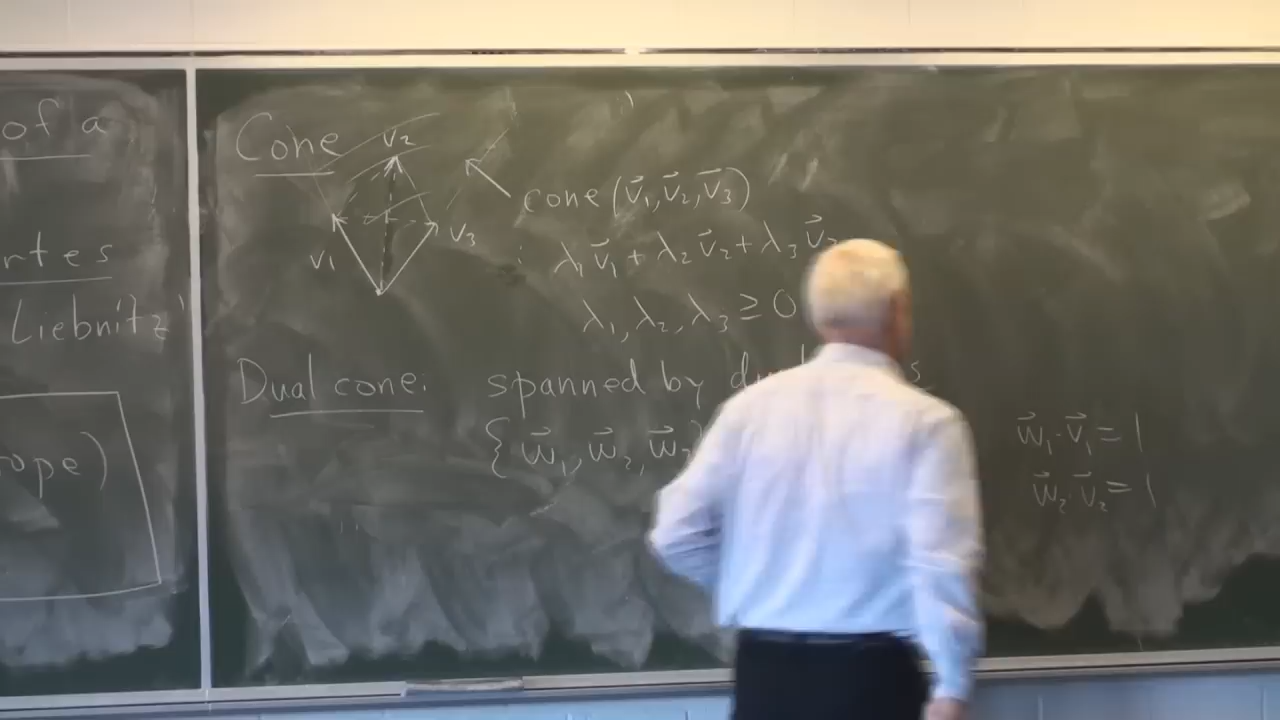 of a
rtes
Liebnitz
ope)
Cone
v₂
v₁
v₃
cone (v⃗₁, v⃗₂, v⃗₃)
: λ₁v⃗₁ + λ₂v⃗₂ + λ₃v⃗₃
λ₁, λ₂, λ₃ ≥ 0
Dual cone: spanned by
{w⃗₁, w⃗₂, w⃗₃
w⃗₁·v⃗₁ = 1
w⃗₂·v⃗₂ = 1